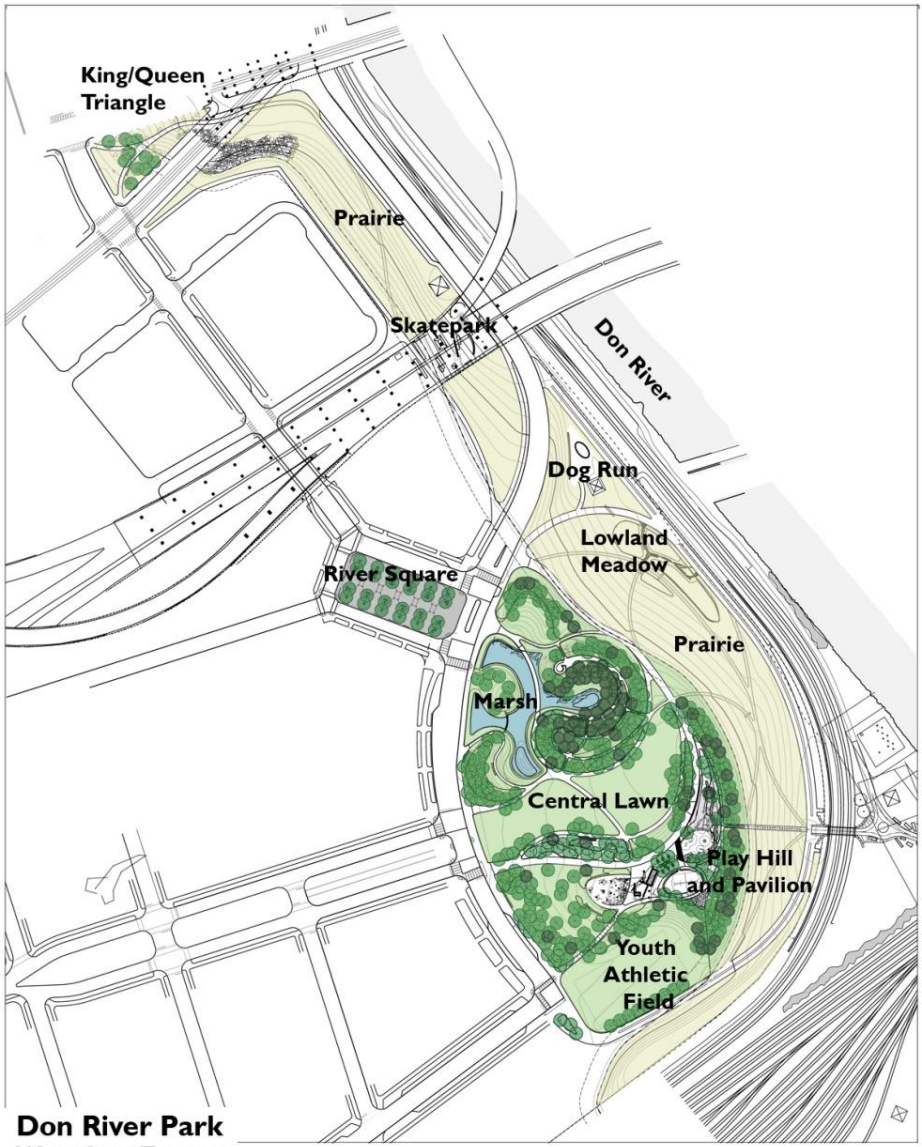 King/Queen
Triangle
Prairie
Skatepark
Don River
Dog Run
Lowland
Meadow
River Square
Prairie
Marsh
Central Lawn
Play Hill
and Pavilion
Youth
Athletic
Field
Don River Park